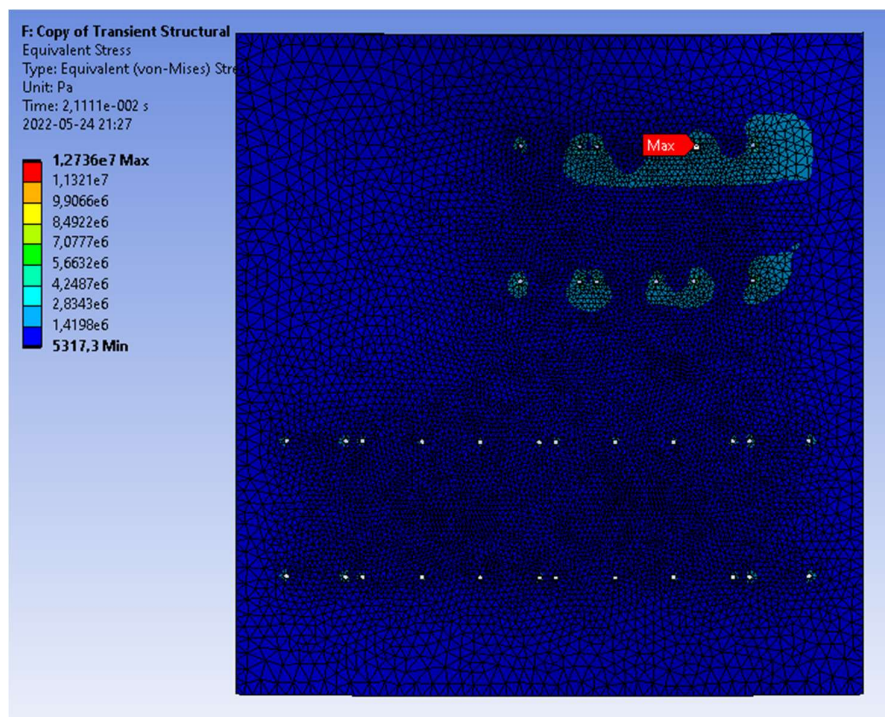 F: Copy of Transient Structural
Equivalent Stress
Type: Equivalent (von-Mises) Stre
Unit: Pa
Time: 2,1111e-002 s
2022-05-24 21:27
1,2736e7 Max
1,1321e7
9,9066e6
8,4922e6
7,0777e6
5,6632e6
4,2487e6
2,8343e6
1,4198e6
5317,3 Min
Max